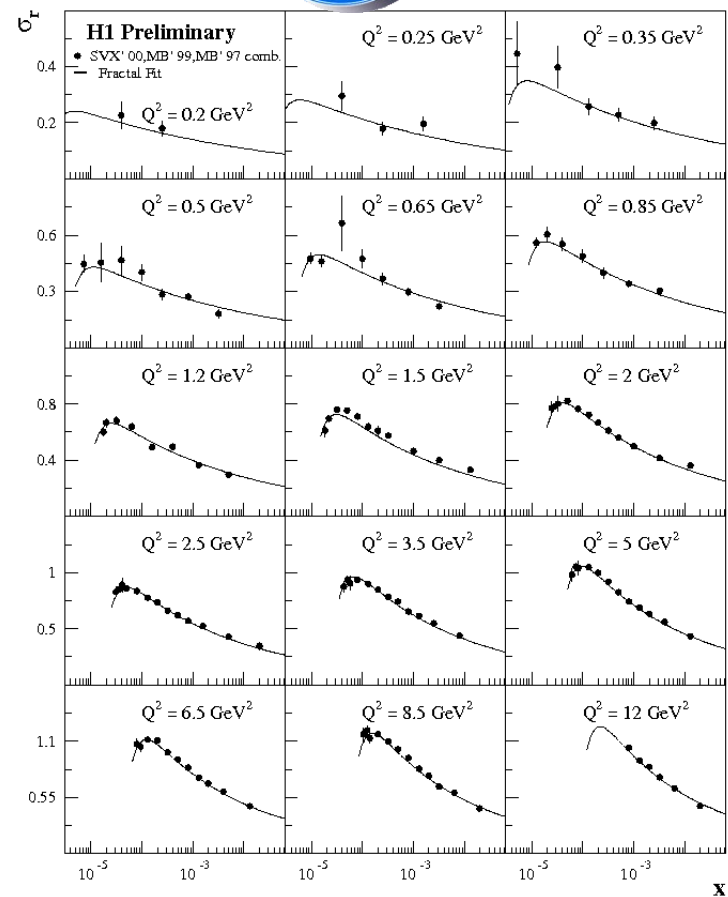 σr
H1 Preliminary
SVX' 00,MB' 99,MB' 97 comb.
Fractal Fit
Q² = 0.2 GeV²
Q² = 0.25 GeV²
Q² = 0.35 GeV²
0.4
0.2
Q² = 0.5 GeV²
Q² = 0.65 GeV²
Q² = 0.85 GeV²
0.6
0.3
Q² = 1.2 GeV²
Q² = 1.5 GeV²
Q² = 2 GeV²
0.8
0.4
Q² = 2.5 GeV²
Q² = 3.5 GeV²
Q² = 5 GeV²
1
0.5
Q² = 6.5 GeV²
Q² = 8.5 GeV²
Q² = 12 GeV²
1.1
0.55
10⁻⁵ 10⁻³ 10⁻⁵ 10⁻³ 10⁻⁵ 10⁻³
x